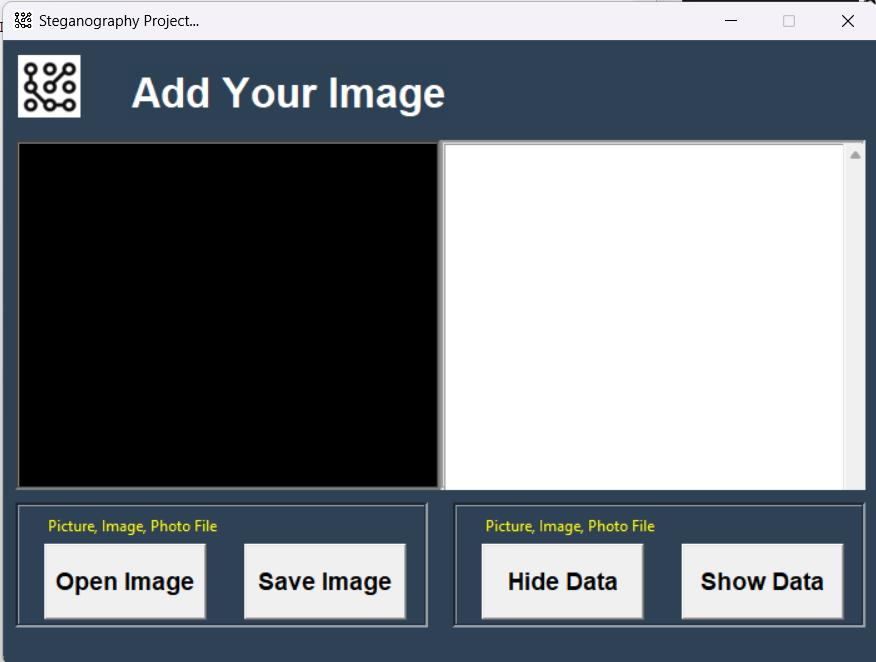 Steganography Project...
Add Your Image
Picture, Image, Photo File
Open Image
Save Image
Picture, Image, Photo File
Hide Data
Show Data